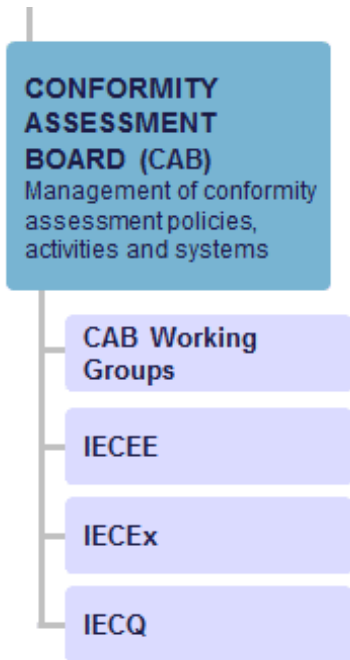 CONFORMITY
ASSESSMENT
BOARD (CAB)
Management of conformity
assessment policies,
activities and systems
CAB Working
Groups
IECEE
IECEx
IECQ